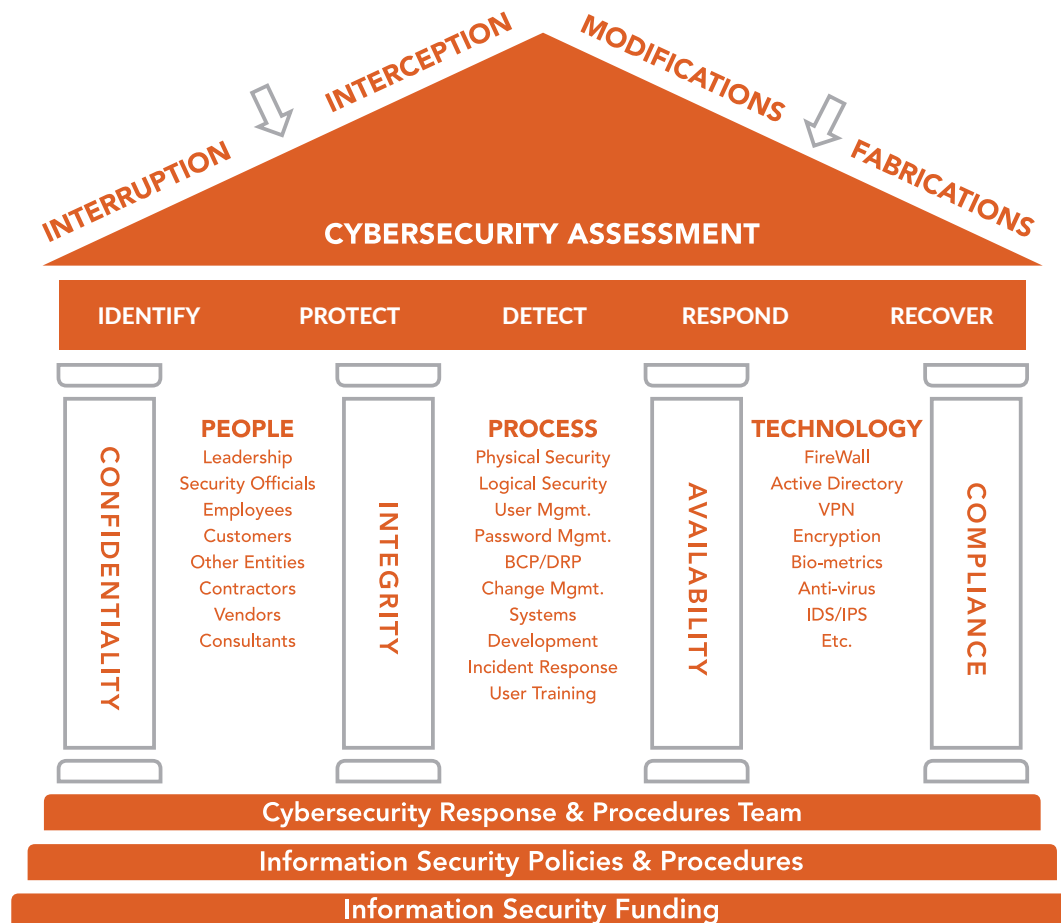 INTERRUPTION
INTERCEPTION
MODIFICATIONS
FABRICATIONS
CYBERSECURITY ASSESSMENT
IDENTIFY PROTECT DETECT RESPOND RECOVER
CONFIDENTIALITY
PEOPLE
Leadership
Security Officials
Employees
Customers
Other Entities
Contractors
Vendors
Consultants
INTEGRITY
PROCESS
Physical Security
Logical Security
User Mgmt.
Password Mgmt.
BCP/DRP
Change Mgmt.
Systems
Development
Incident Response
User Training
AVAILABILITY
TECHNOLOGY
FireWall
Active Directory
VPN
Encryption
Bio-metrics
Anti-virus
IDS/IPS
Etc.
COMPLIANCE
Cybersecurity Response & Procedures Team
Information Security Policies & Procedures
Information Security Funding